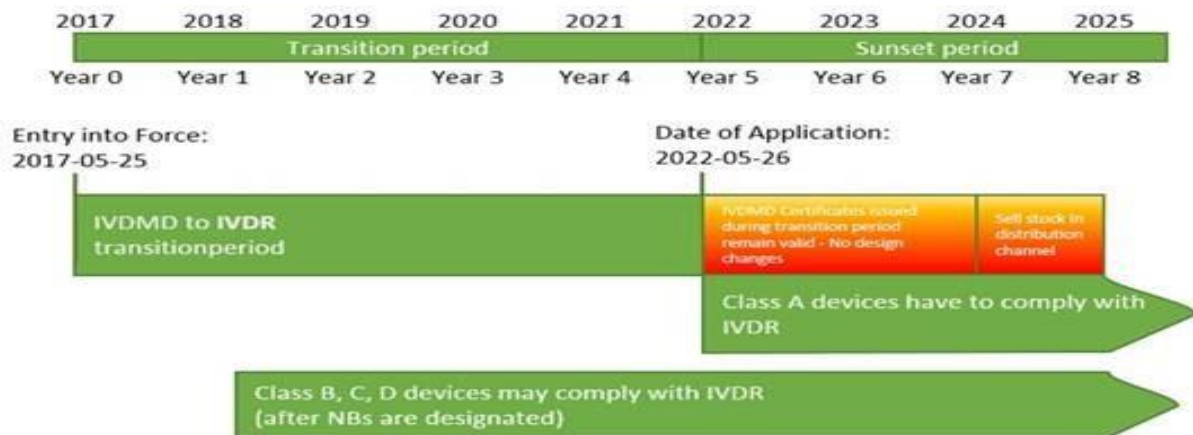 2017 2018 2019 2020 2021 2022 2023 2024 2025
Transition period Sunset period
Year 0 Year 1 Year 2 Year 3 Year 4 Year 5 Year 6 Year 7 Year 8
Entry into Force:
2017-05-25
Date of Application:
2022-05-26
IVDMD to IVDR
transitionperiod
IVDMD Certificates issued
during transition period
remain valid - No design
changes
Sell stock in
distribution
channel
Class A devices have to comply with
IVDR
Class B, C, D devices may comply with IVDR
(after NBs are designated)